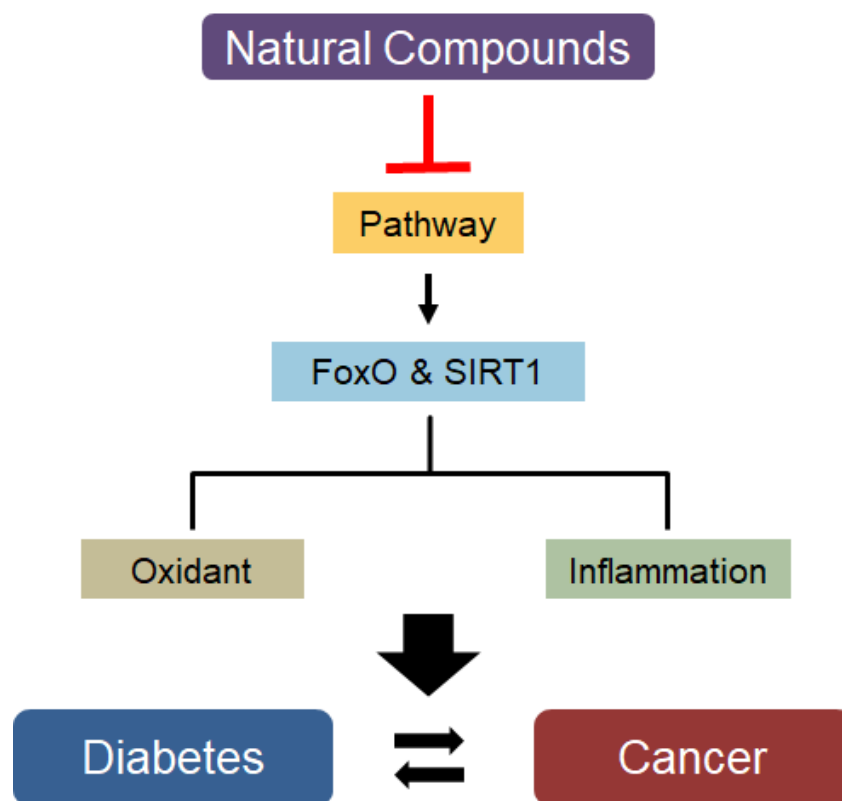 Natural Compounds
Pathway
FoxO & SIRT1
Oxidant
Inflammation
Diabetes
Cancer